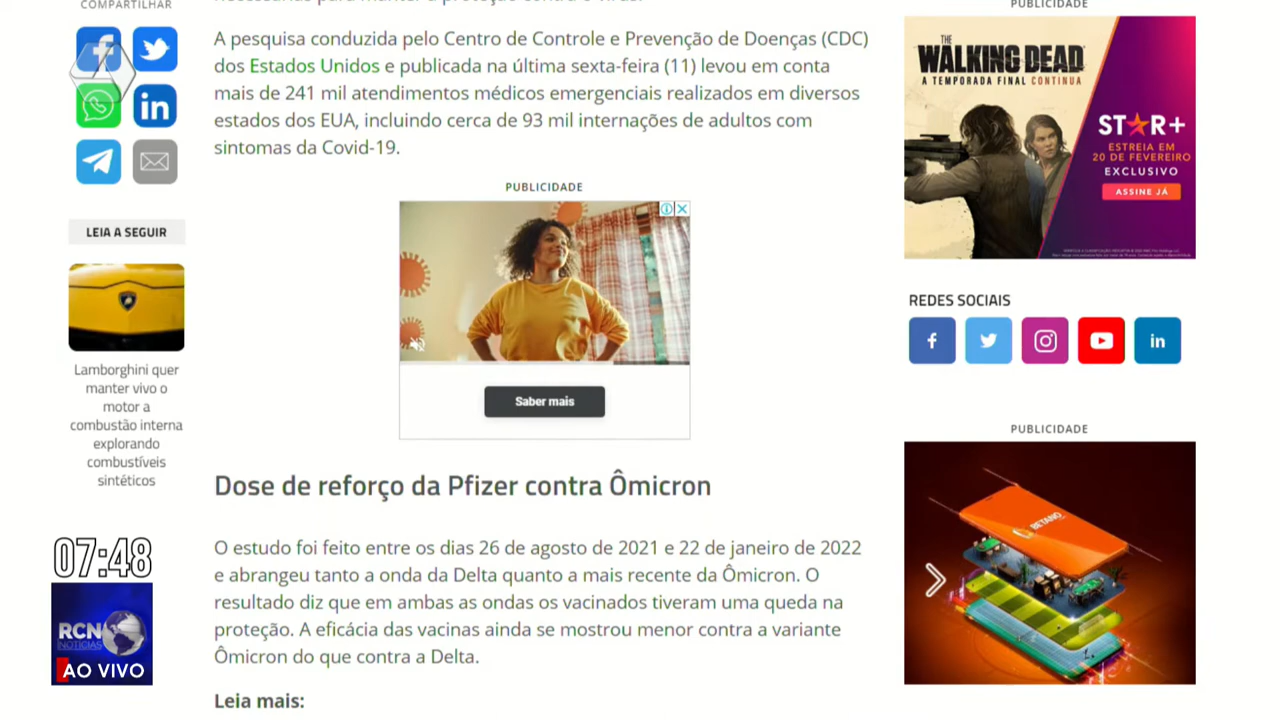 COMPARTILHAR
A pesquisa conduzida pelo Centro de Controle e Prevenção de Doenças (CDC)
dos Estados Unidos e publicada na última sexta-feira (11) levou em conta
mais de 241 mil atendimentos médicos emergenciais realizados em diversos
estados dos EUA, incluindo cerca de 93 mil internações de adultos com
sintomas da Covid-19.
PUBLICIDADE
Saber mais
LEIA A SEGUIR
Lamborghini quer
manter vivo o
motor a
combustão interna
explorando
combustíveis
sintéticos
Dose de reforço da Pfizer contra Ômicron
O estudo foi feito entre os dias 26 de agosto de 2021 e 22 de janeiro de 2022
e abrangeu tanto a onda da Delta quanto a mais recente da Ômicron. O
resultado diz que em ambas as ondas os vacinados tiveram uma queda na
proteção. A eficácia das vacinas ainda se mostrou menor contra a variante
Ômicron do que contra a Delta.
Leia mais:
07:48
RCN
NOTÍCIAS
AO VIVO
PUBLICIDADE
THE
WALKING DEAD
A TEMPORADA FINAL CONTINUA
STAR+
ESTREIA EM
20 DE FEVEREIRO
EXCLUSIVO
ASSINE JÁ
REDES SOCIAIS
PUBLICIDADE
BETANO